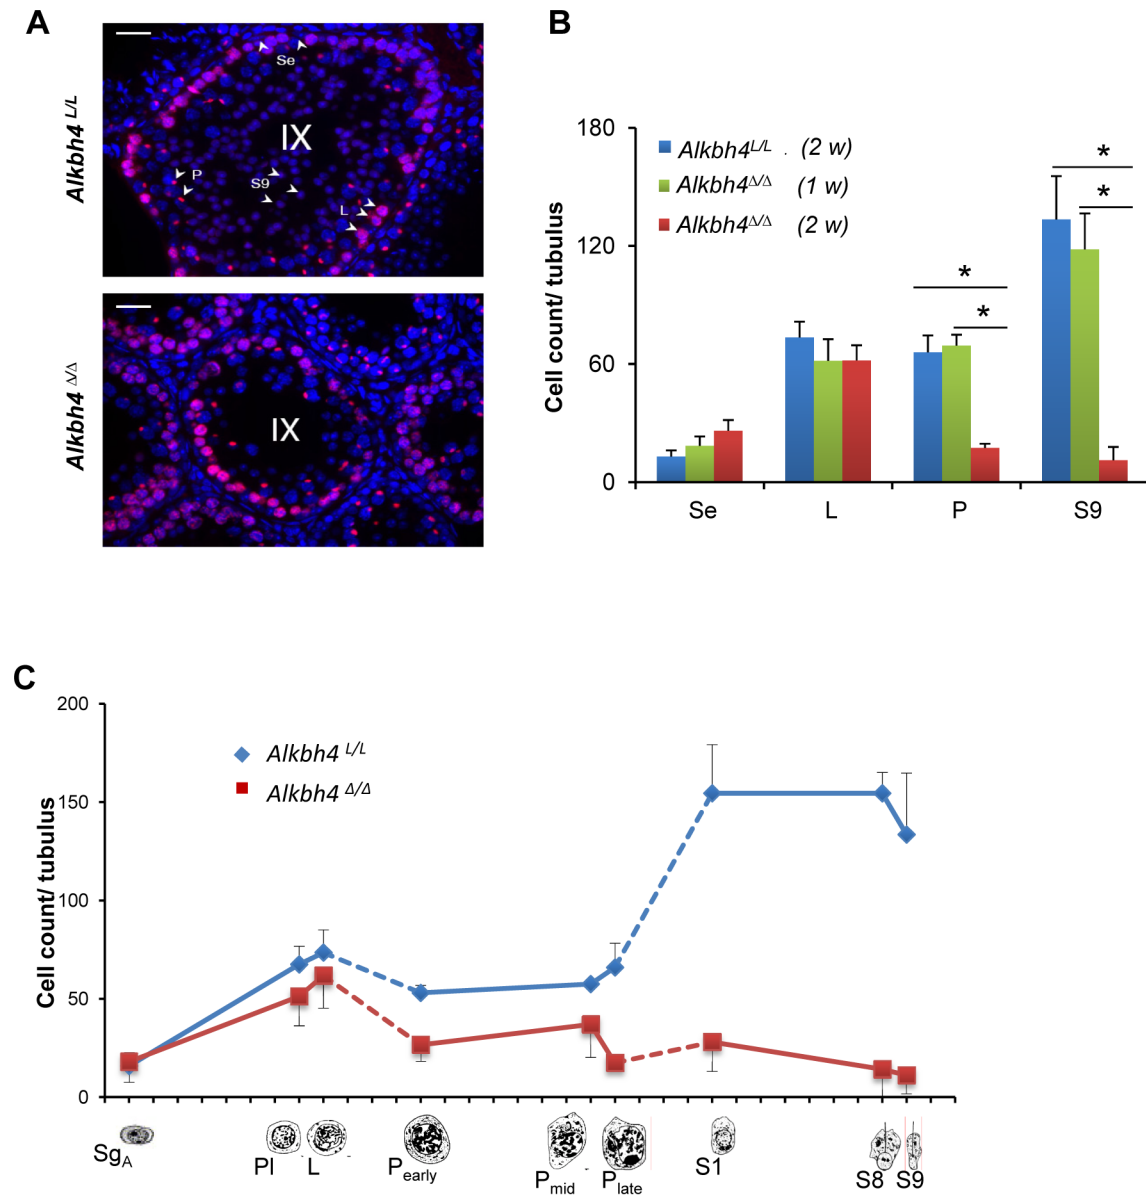 A
Alkbh4 L/L
Se
IX
P
S9
L
Alkbh4 Δ/Δ
IX
B
Cell count/ tubulus
180
120
60
0
Alkbh4L/L . (2 w)
Alkbh4Δ/Δ (1 w)
Alkbh4Δ/Δ (2 w)
* *
* *
Se L P S9
C
Cell count/ tubulus
200
150
100
50
0
Alkbh4 L/L
Alkbh4 Δ/Δ
SgA Pl L Pearly Pmid Plate S1 S8 S9